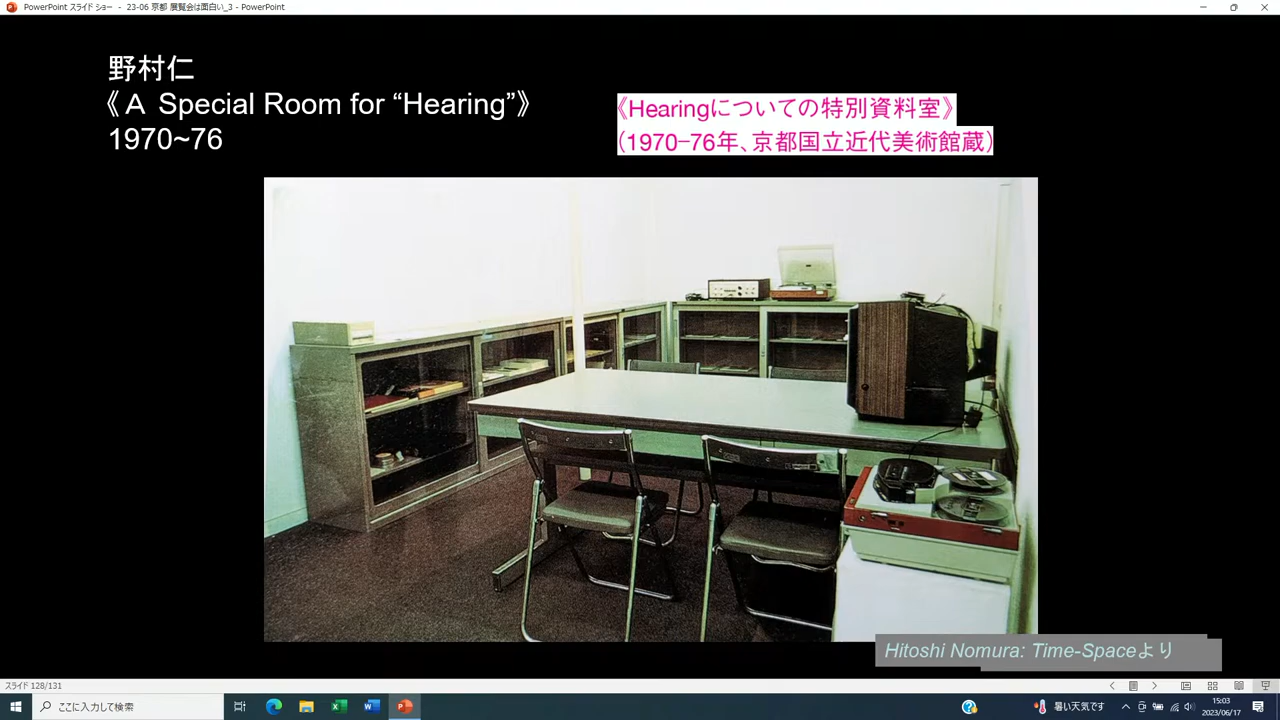 PowerPoint スライド ショー - 23-06 京都 展覧会は面白い_3 - PowerPoint
野村仁
《A Special Room for “Hearing”》
1970~76
《Hearingについての特別資料室》
(1970−76年、京都国立近代美術館蔵)
Hitoshi Nomura: Time-Spaceより
スライド 128/131
ここに入力して検索
暑い天気です
15:03
2023/06/17